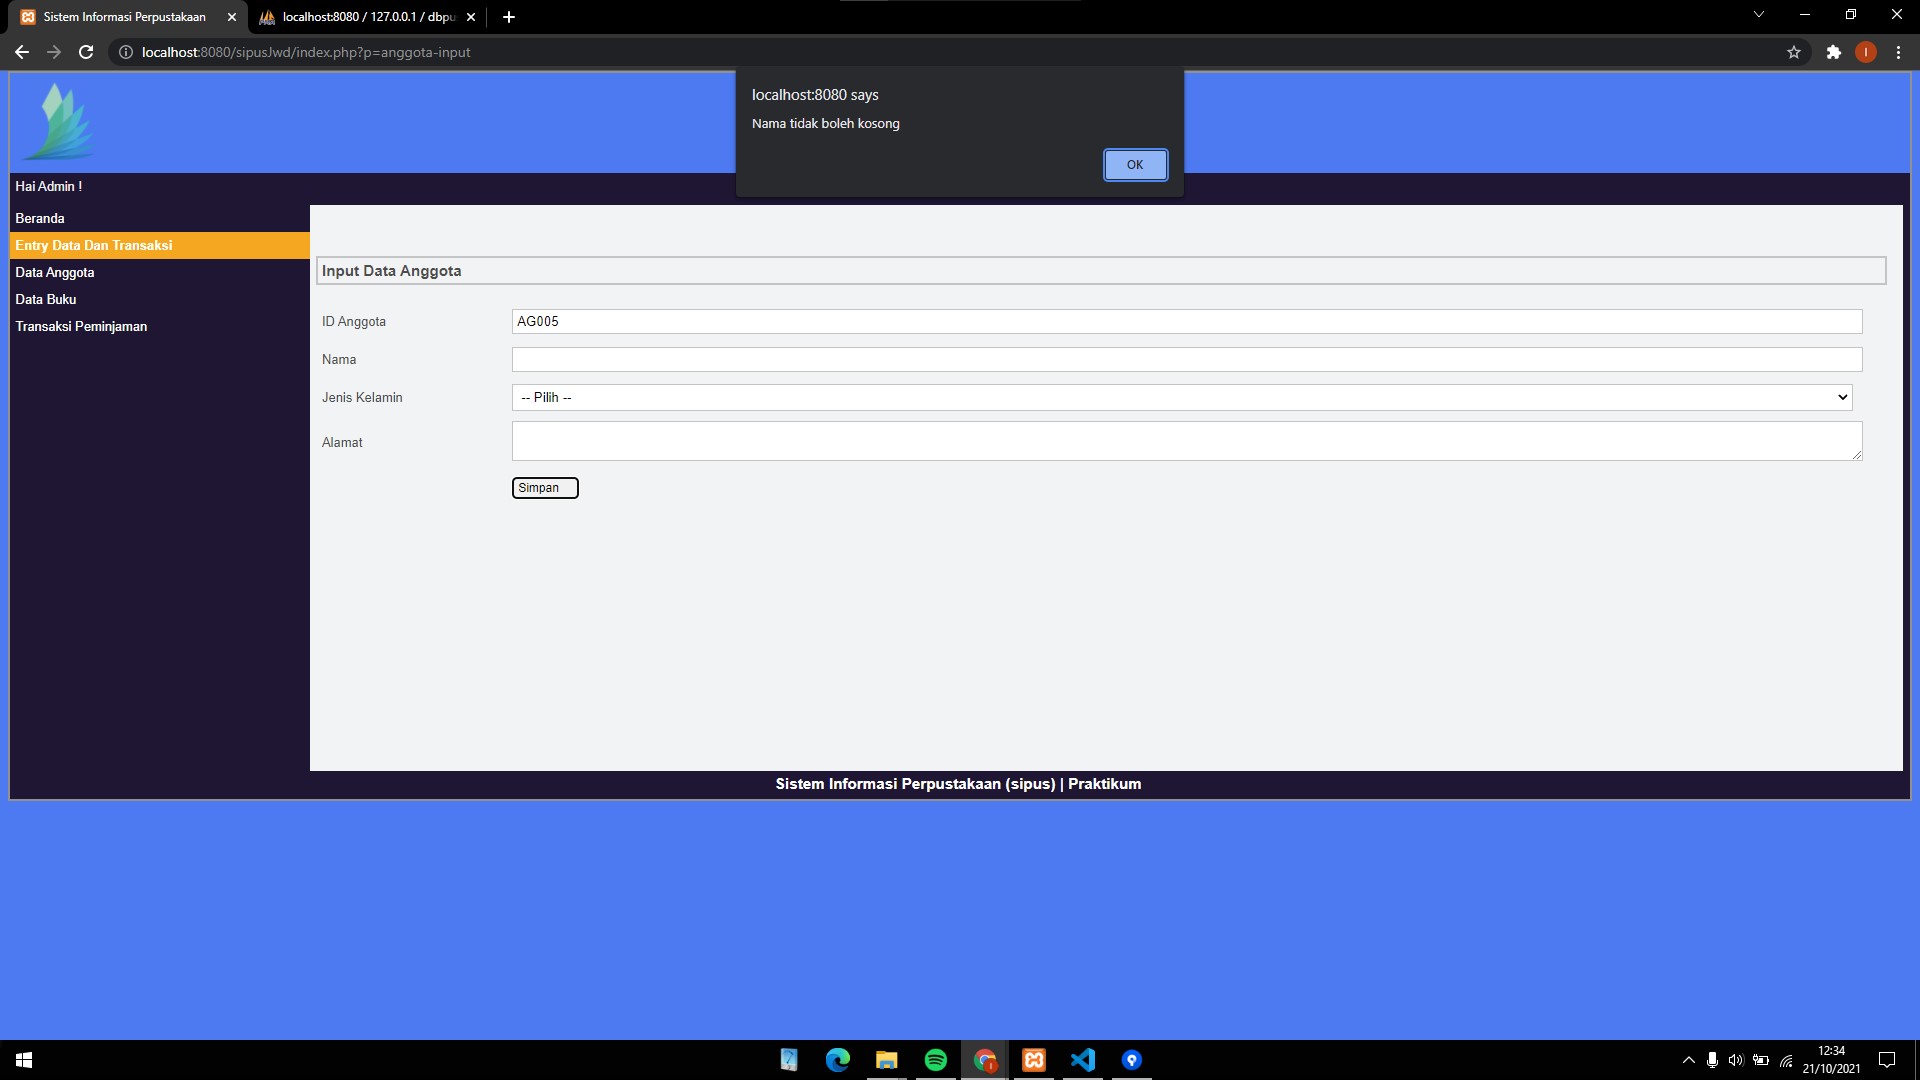 Sistem Informasi Perpustakaan
localhost:8080 / 127.0.0.1 / dbpu
localhost:8080/sipusJwd/index.php?p=anggota-input
I
localhost:8080 says
Nama tidak boleh kosong
OK
Hai Admin !
Beranda
Entry Data Dan Transaksi
Data Anggota
Data Buku
Transaksi Peminjaman
Input Data Anggota
ID Anggota AG005
Nama
Jenis Kelamin -- Pilih --
Alamat
Simpan
Sistem Informasi Perpustakaan (sipus) | Praktikum
12:34
21/10/2021